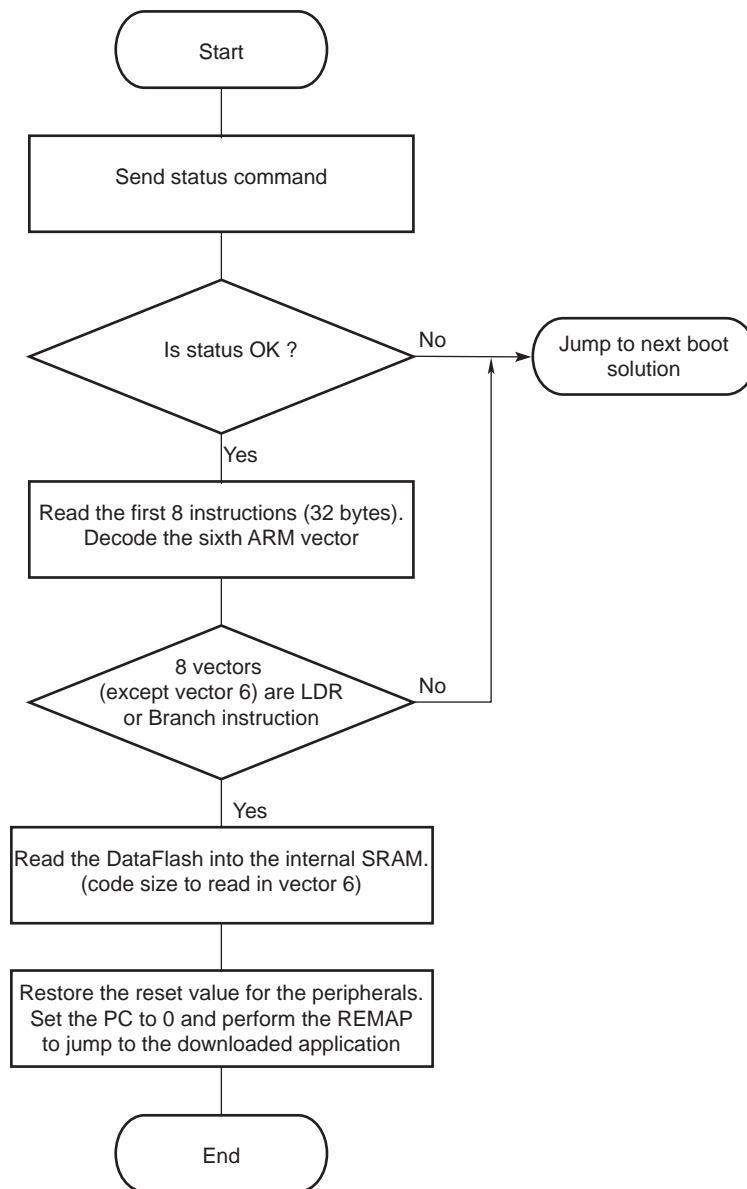 Start
Send status command
Is status OK ?
No
Jump to next boot
solution
Yes
Read the first 8 instructions (32 bytes).
Decode the sixth ARM vector
8 vectors
(except vector 6) are LDR
or Branch instruction
No
Yes
Read the DataFlash into the internal SRAM.
(code size to read in vector 6)
Restore the reset value for the peripherals.
Set the PC to 0 and perform the REMAP
to jump to the downloaded application
End